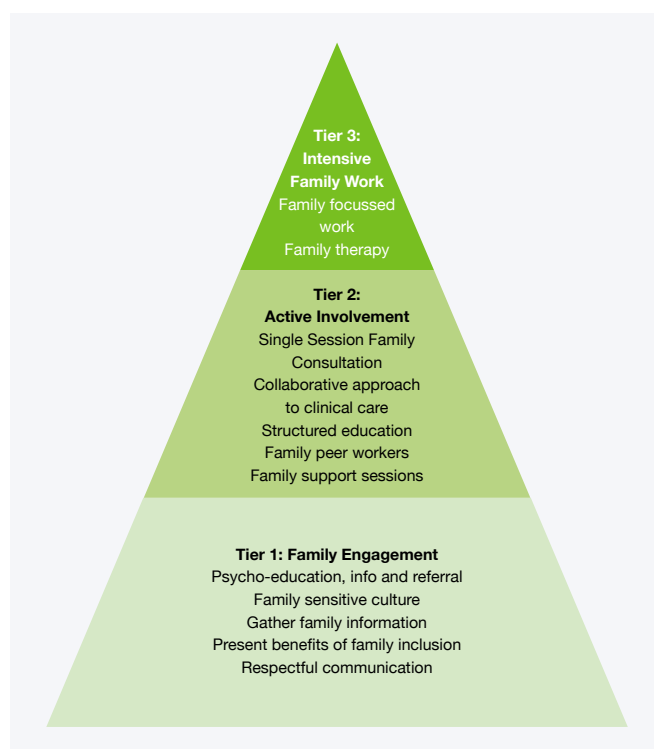 Tier 3:
Intensive
Family Work
Family focussed
work
Family therapy
Tier 2:
Active Involvement
Single Session Family
Consultation
Collaborative approach
to clinical care
Structured education
Family peer workers
Family support sessions
Tier 1: Family Engagement
Psycho-education, info and referral
Family sensitive culture
Gather family information
Present benefits of family inclusion
Respectful communication